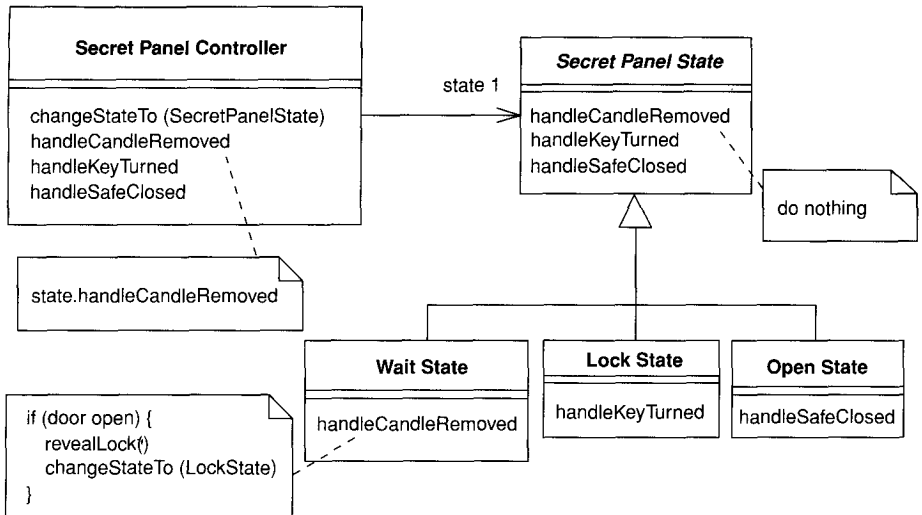 Secret Panel Controller
changeStateTo (SecretPanelState)
handleCandleRemoved
handleKeyTurned
handleSafeClosed
state 1
Secret Panel State
handleCandleRemoved
handleKeyTurned
handleSafeClosed
do nothing
state.handleCandleRemoved
Wait State
handleCandleRemoved
Lock State
handleKeyTurned
Open State
handleSafeClosed
if (door open) {
revealLock()
changeStateTo (LockState)
}